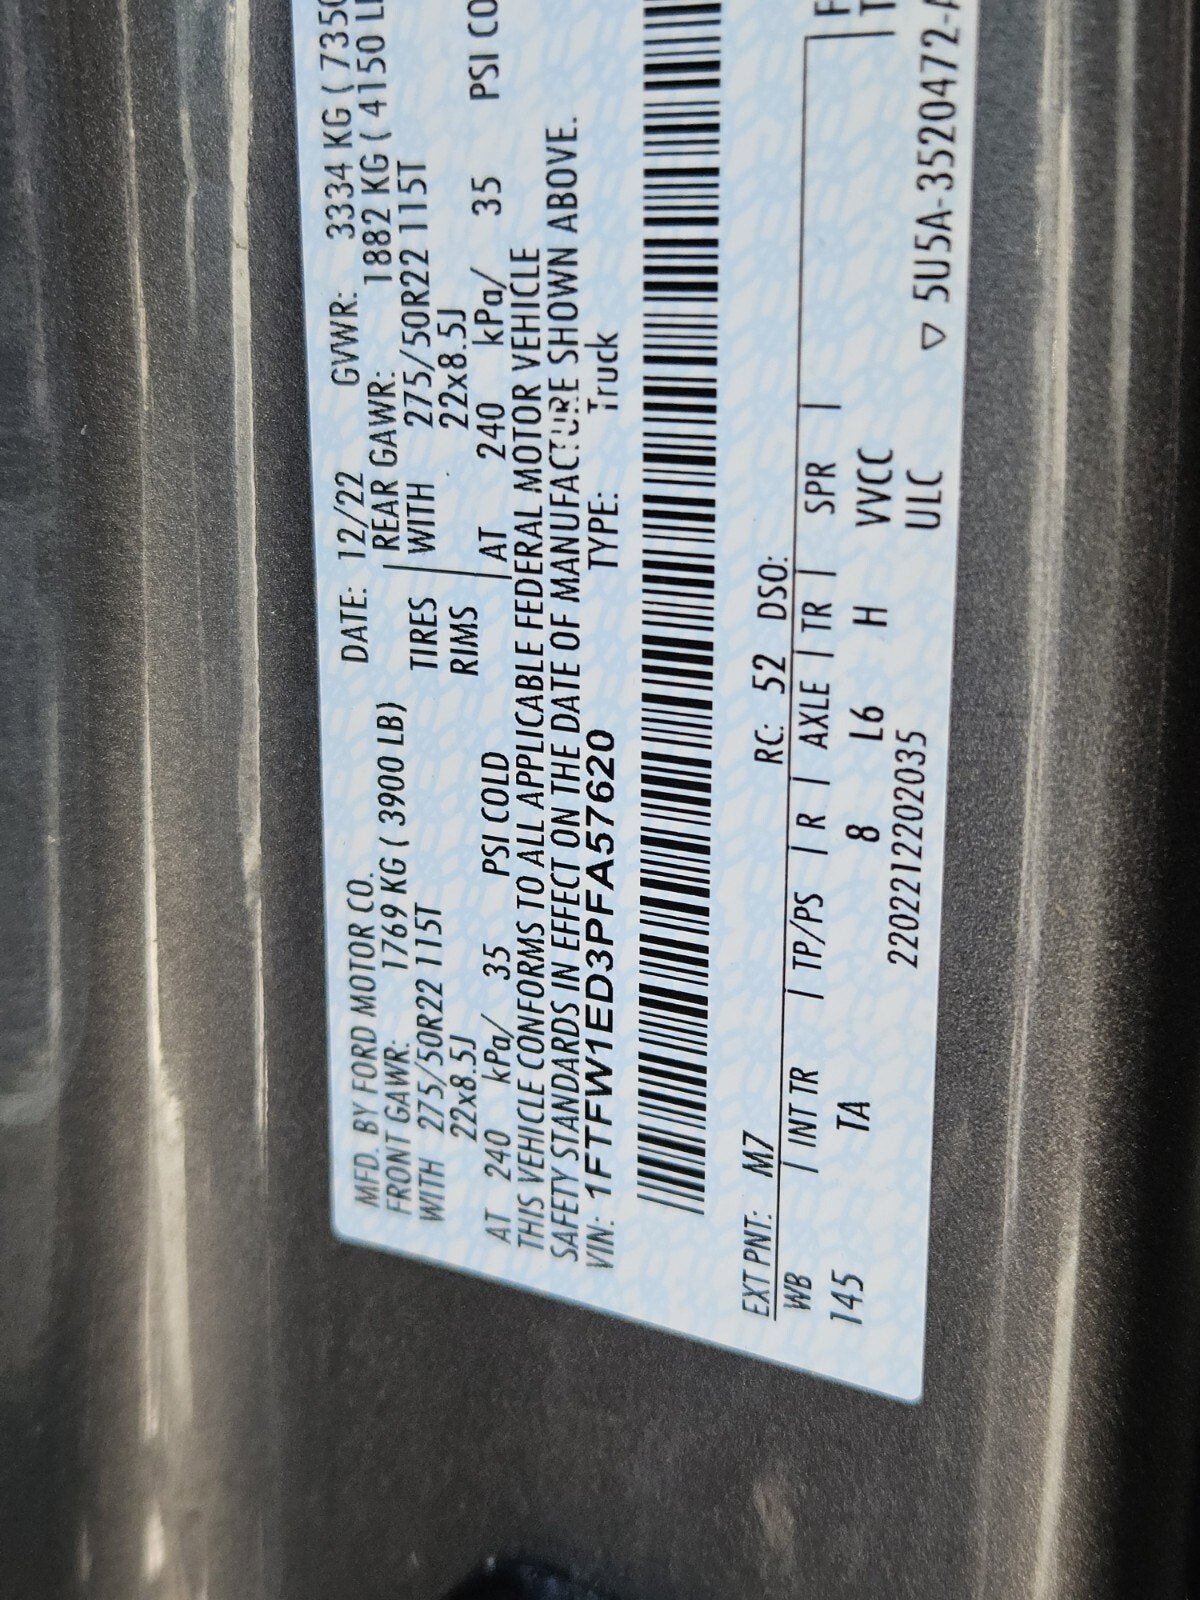 MFD. BY FORD MOTOR CO. DATE: 12/22 GVWR: 3334 KG ( 7350
FRONT GAWR: 1769 KG ( 3900 LB) REAR GAWR: 1882 KG ( 4150 L
WITH 275/50R22 115T TIRES WITH 275/50R22 115T
22x8.5J RIMS 22x8.5J
AT 240 kPa/ 35 PSI COLD AT 240 kPa/ 35 PSI CO
THIS VEHICLE CONFORMS TO ALL APPLICABLE FEDERAL MOTOR VEHICLE
SAFETY STANDARDS IN EFFECT ON THE DATE OF MANUFACTURE SHOWN ABOVE.
VIN: 1FTFW1ED3PFA57620 TYPE: Truck
EXT PNT: M7 RC: 52 DSO:
WB | INT TR | TP/PS | R | AXLE | TR | SPR | F
145 TA 8 L6 H VVCC T
2202212202035 ULC
▽ 5U5A-3520472-A